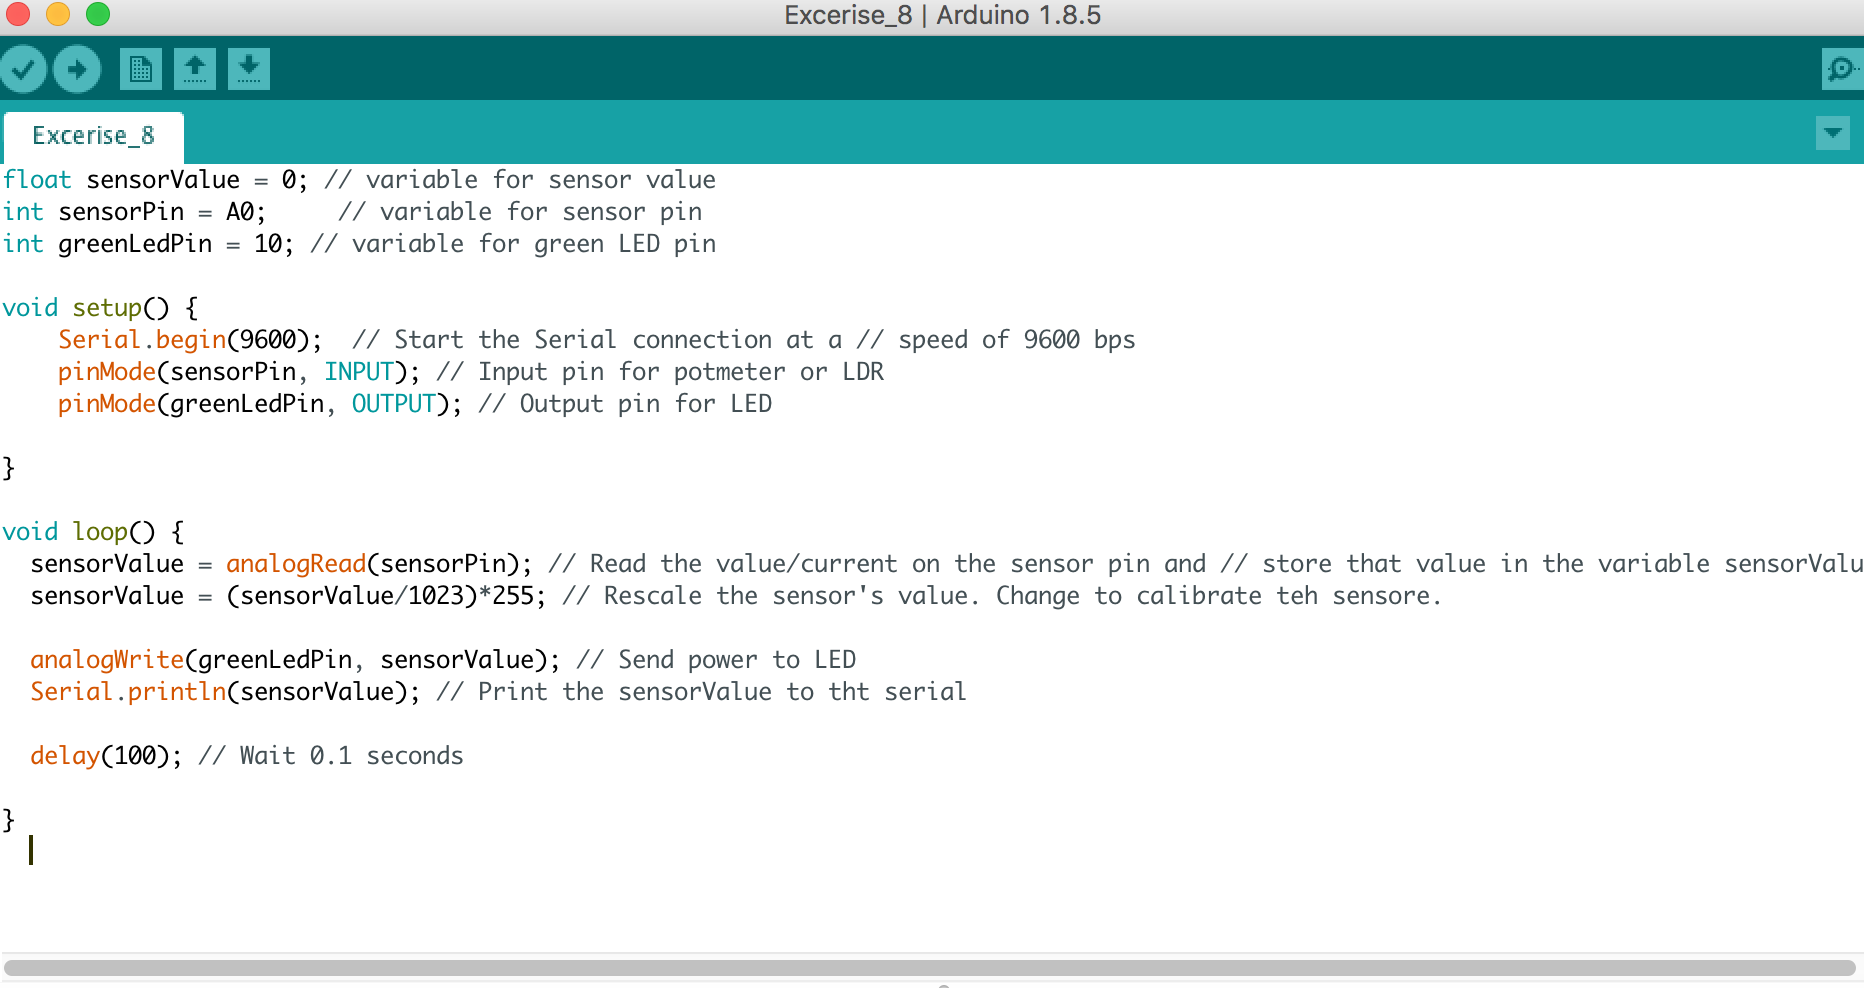 Excerise_8 | Arduino 1.8.5
Excerise_8
float sensorValue = 0; // variable for sensor value
int sensorPin = A0;     // variable for sensor pin
int greenLedPin = 10; // variable for green LED pin
void setup() {
    Serial.begin(9600);  // Start the Serial connection at a // speed of 9600 bps
    pinMode(sensorPin, INPUT); // Input pin for potmeter or LDR
    pinMode(greenLedPin, OUTPUT); // Output pin for LED
}
void loop() {
  sensorValue = analogRead(sensorPin); // Read the value/current on the sensor pin and // store that value in the variable sensorValu
  sensorValue = (sensorValue/1023)*255; // Rescale the sensor's value. Change to calibrate teh sensore.
  analogWrite(greenLedPin, sensorValue); // Send power to LED
  Serial.println(sensorValue); // Print the sensorValue to tht serial
  delay(100); // Wait 0.1 seconds
}